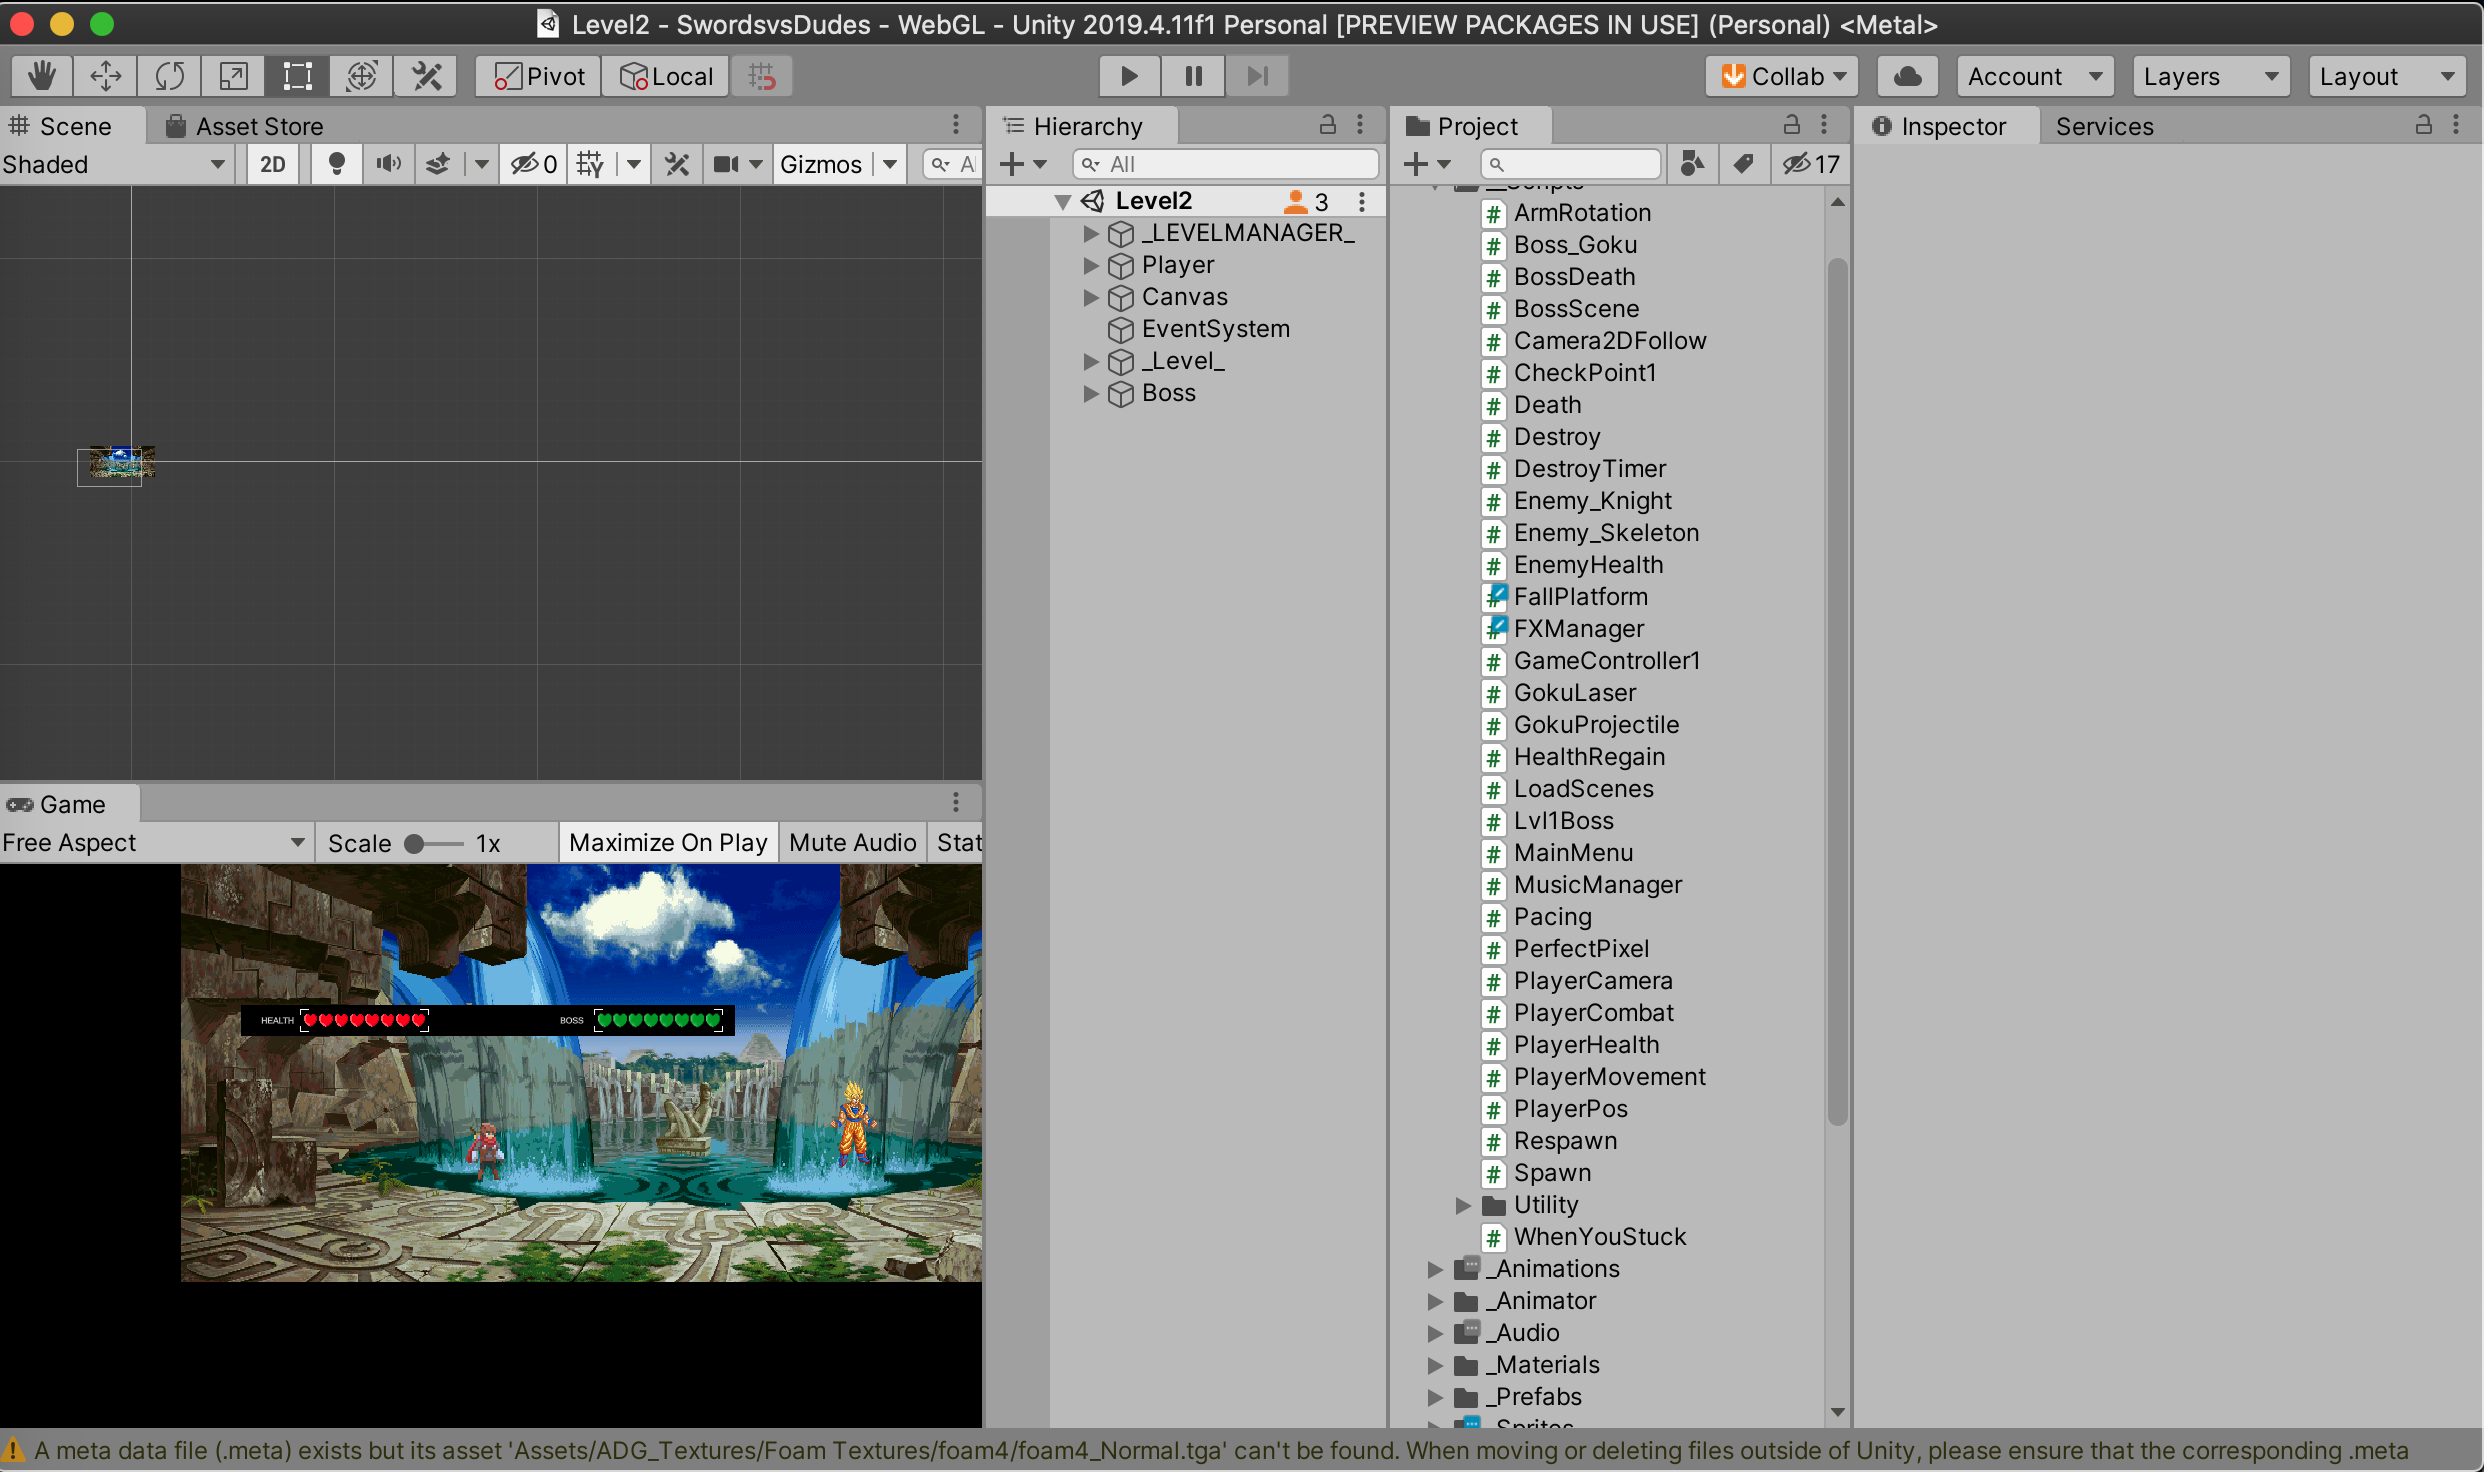 Level2 - SwordsvsDudes - WebGL - Unity 2019.4.11f1 Personal [PREVIEW PACKAGES IN USE] (Personal) <Metal>
Pivot
Local
Collab
Account
Layers
Layout
Scene
Asset Store
Shaded
2D
0
Gizmos
Game
Free Aspect
Scale
1x
Maximize On Play
Mute Audio
Stat
HEALTH
BOSS
Hierarchy
All
Level2
3
_LEVELMANAGER_
Player
Canvas
EventSystem
_Level_
Boss
Project
17
ArmRotation
Boss_Goku
BossDeath
BossScene
Camera2DFollow
CheckPoint1
Death
Destroy
DestroyTimer
Enemy_Knight
Enemy_Skeleton
EnemyHealth
FallPlatform
FXManager
GameController1
GokuLaser
GokuProjectile
HealthRegain
LoadScenes
Lvl1Boss
MainMenu
MusicManager
Pacing
PerfectPixel
PlayerCamera
PlayerCombat
PlayerHealth
PlayerMovement
PlayerPos
Respawn
Spawn
Utility
WhenYouStuck
_Animations
_Animator
_Audio
_Materials
_Prefabs
Inspector
Services
A meta data file (.meta) exists but its asset 'Assets/ADG_Textures/Foam Textures/foam4/foam4_Normal.tga' can't be found. When moving or deleting files outside of Unity, please ensure that the corresponding .meta